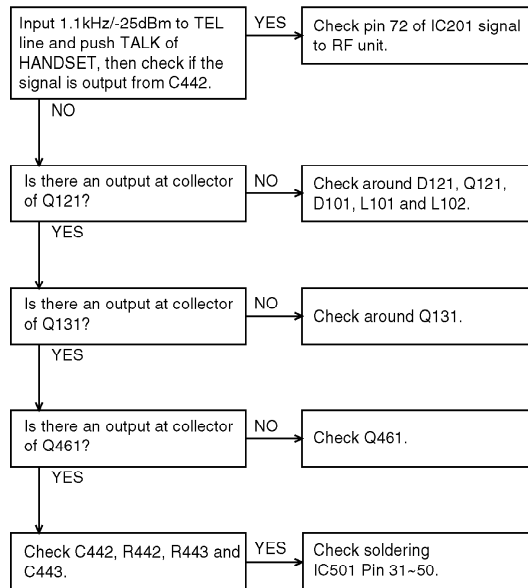 Input 1.1kHz/-25dBm to TEL
line and push TALK of
HANDSET, then check if the
signal is output from C442.
YES
Check pin 72 of IC201 signal
to RF unit.
NO
Is there an output at collector
of Q121?
NO
Check around D121, Q121,
D101, L101 and L102.
YES
Is there an output at collector
of Q131?
NO
Check around Q131.
YES
Is there an output at collector
of Q461?
NO
Check Q461.
YES
Check C442, R442, R443 and
C443.
YES
Check soldering
IC501 Pin 31~50.